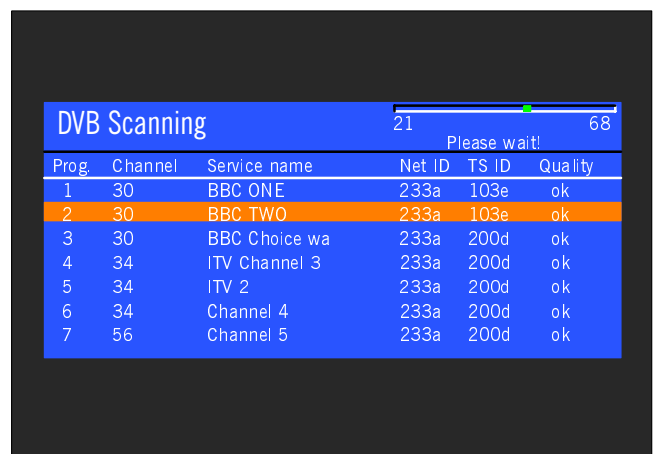 DVB Scanning
21 68
Please wait!
Prog. Channel Service name Net ID TS ID Quality
1 30 BBC ONE 233a 103e ok
2 30 BBC TWO 233a 103e ok
3 30 BBC Choice wa 233a 200d ok
4 34 ITV Channel 3 233a 200d ok
5 34 ITV 2 233a 200d ok
6 34 Channel 4 233a 200d ok
7 56 Channel 5 233a 200d ok